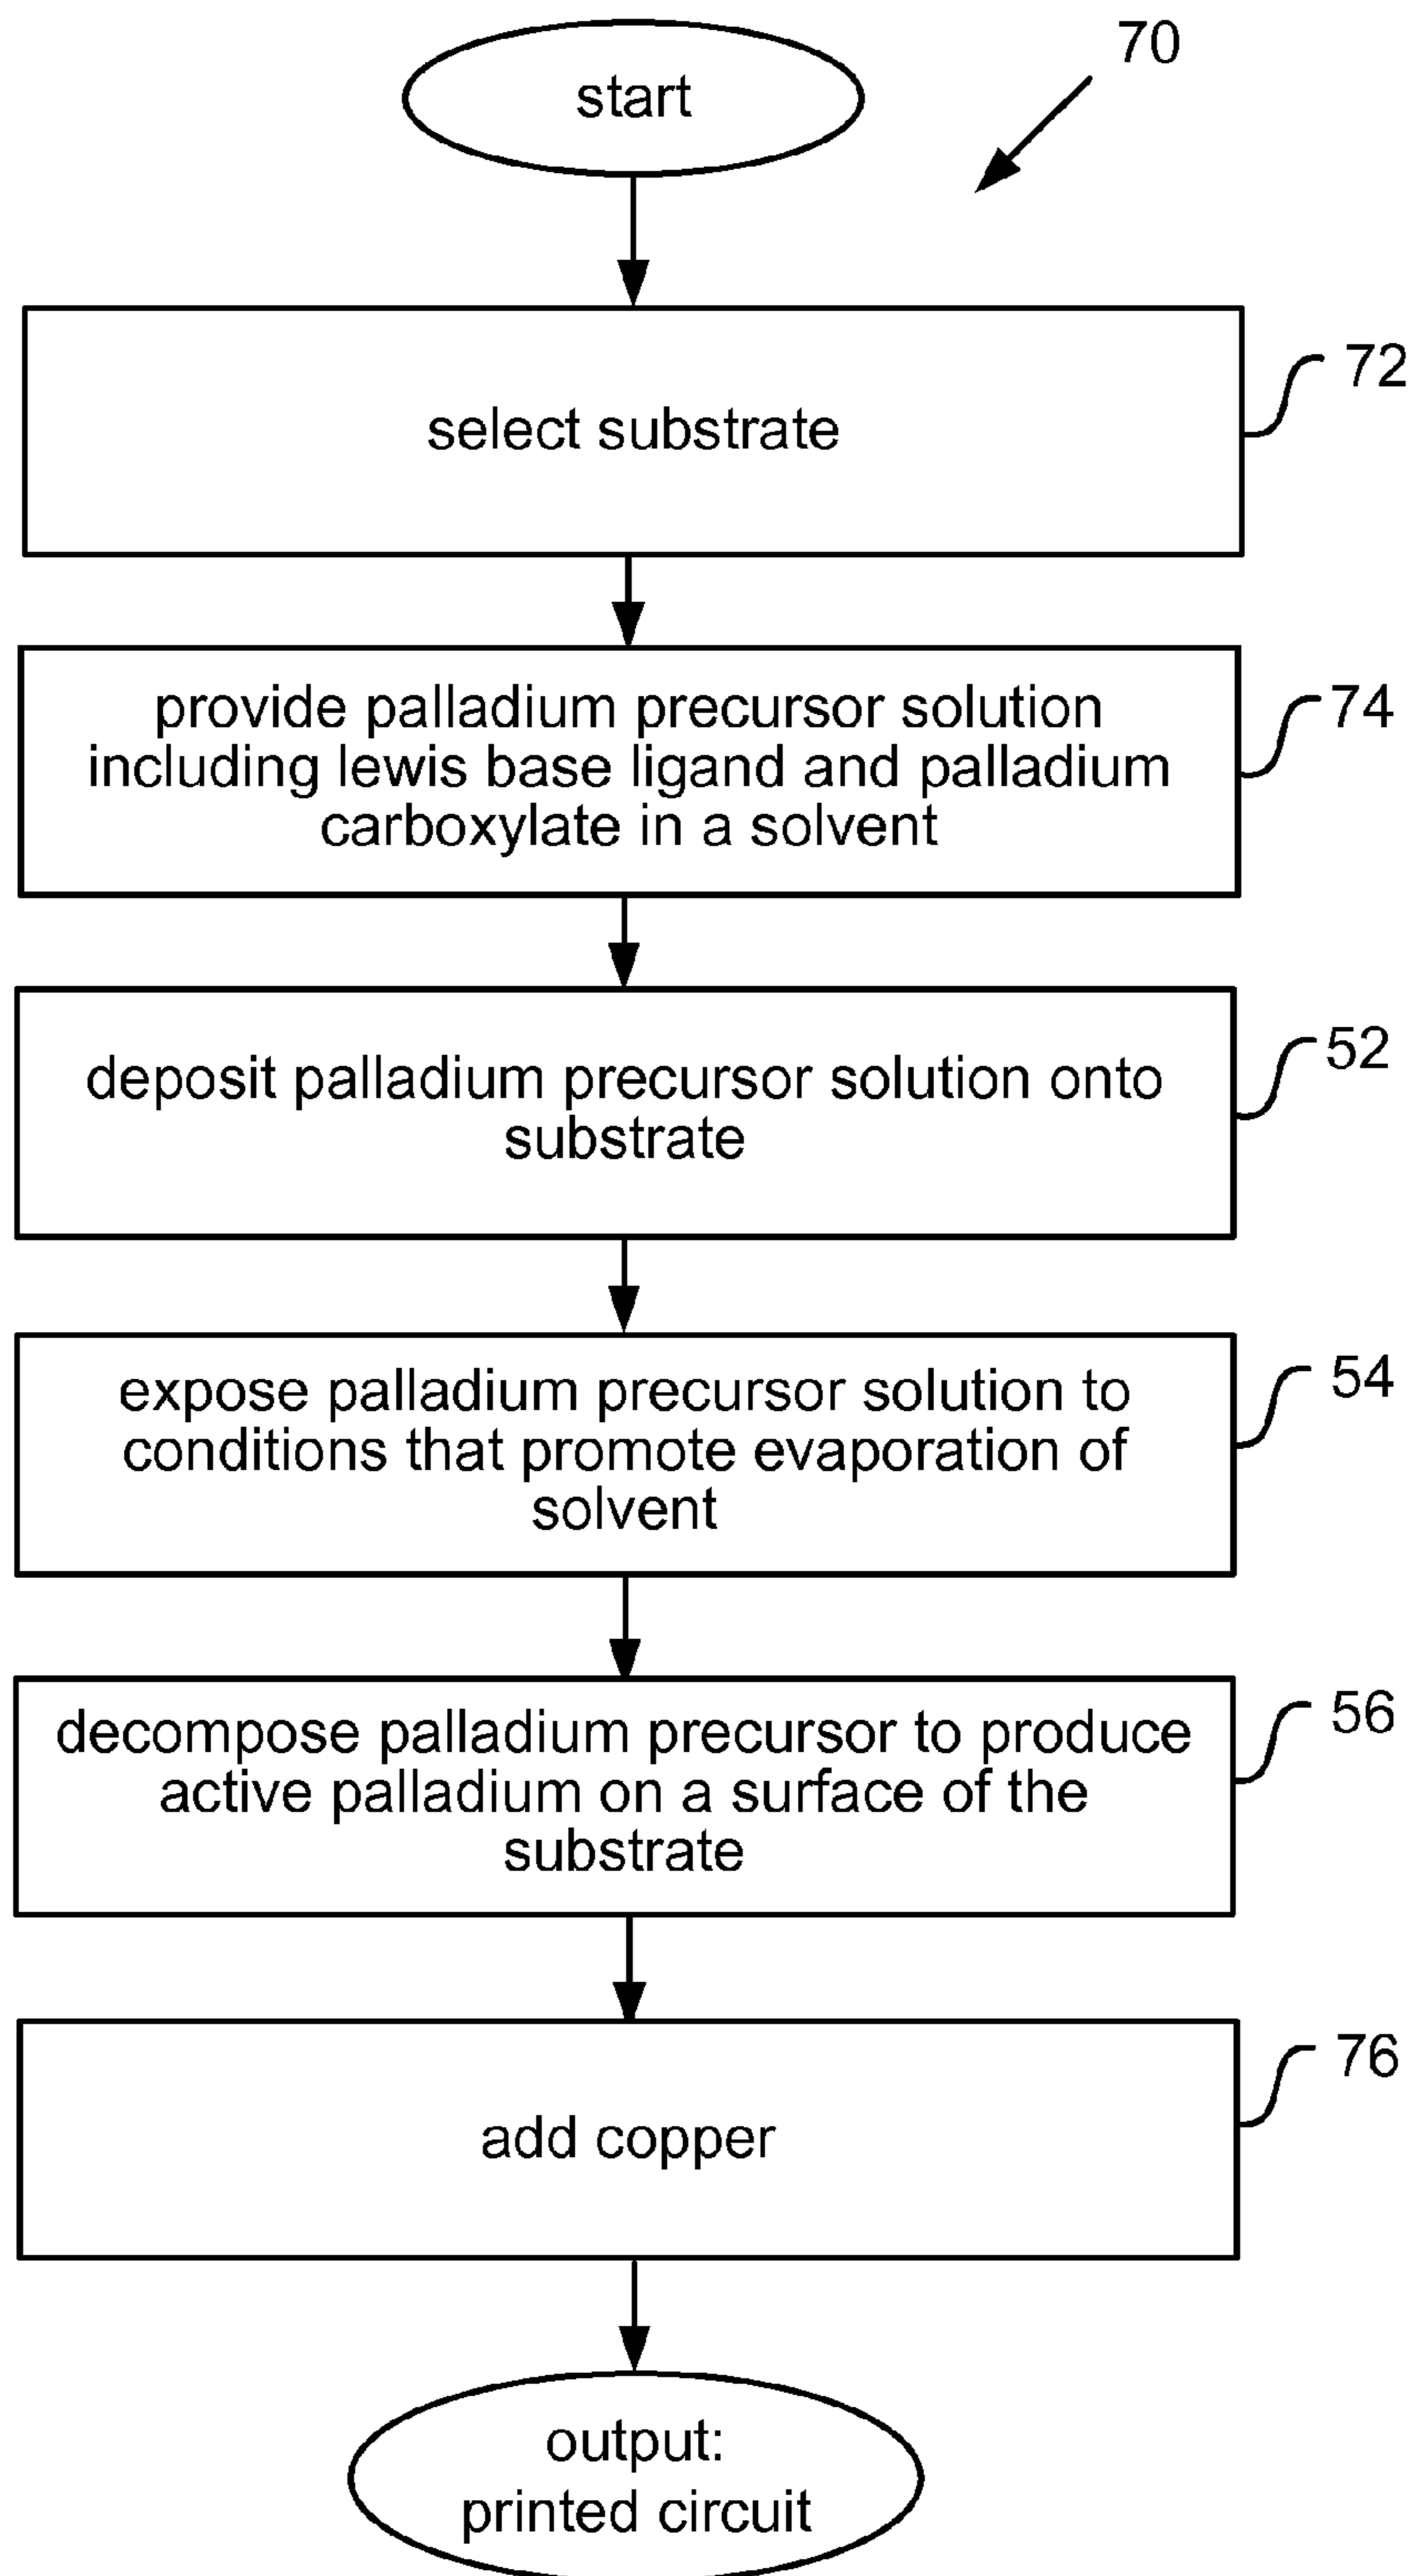 70
start
72
select substrate
74
provide palladium precursor solution
including lewis base ligand and palladium
carboxylate in a solvent
52
deposit palladium precursor solution onto
substrate
54
expose palladium precursor solution to
conditions that promote evaporation of
solvent
56
decompose palladium precursor to produce
active palladium on a surface of the
substrate
76
add copper
output:
printed circuit